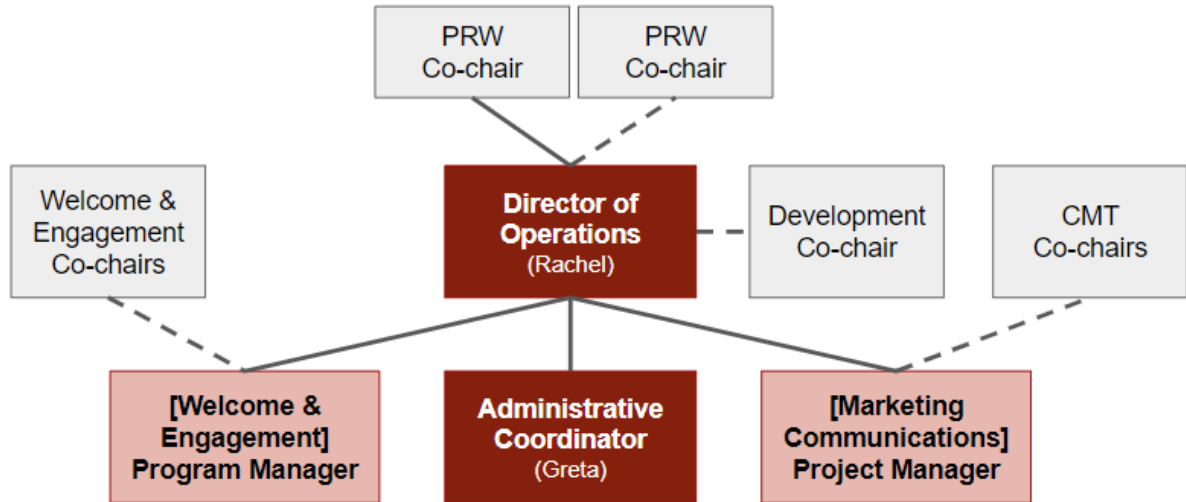 PRW
Co-chair
PRW
Co-chair
Welcome &
Engagement
Co-chairs
Director of
Operations
(Rachel)
Development
Co-chair
CMT
Co-chairs
[Welcome &
Engagement]
Program Manager
Administrative
Coordinator
(Greta)
[Marketing
Communications]
Project Manager